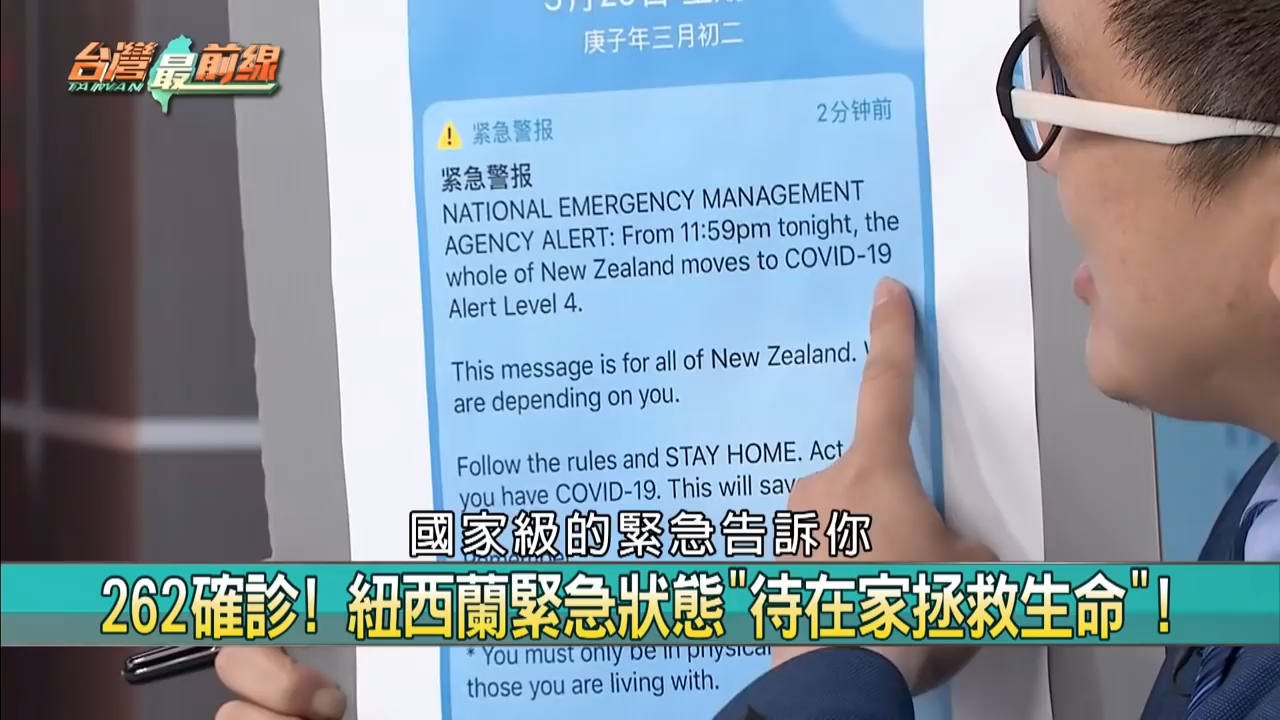 台灣最前線
TAIWAN
庚子年三月初二
紧急警报
2分钟前
紧急警报
NATIONAL EMERGENCY MANAGEMENT
AGENCY ALERT: From 11:59pm tonight, the
whole of New Zealand moves to COVID-19
Alert Level 4.
This message is for all of New Zealand.
are depending on you.
Follow the rules and STAY HOME. Act
you have COVID-19. This will save
國家級的緊急告訴你
262確診! 紐西蘭緊急狀態"待在家拯救生命"!
* You must only be in physical
those you are living with.